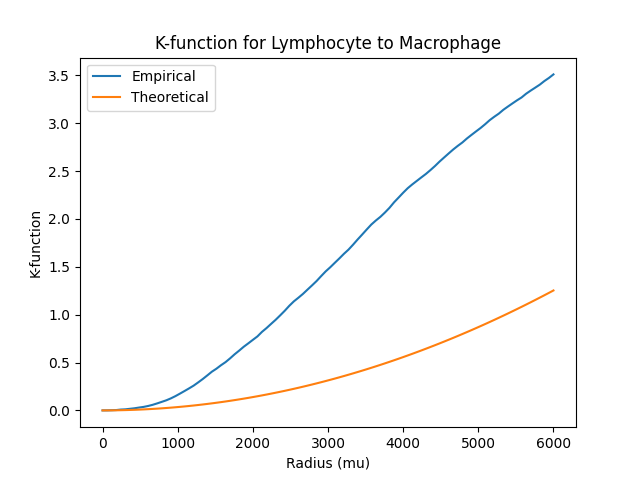 K-function for Lymphocyte to Macrophage
Empirical
Theoretical
3.5
3.0
2.5
2.0
1.5
1.0
0.5
0.0
K-function
0 1000 2000 3000 4000 5000 6000
Radius (mu)